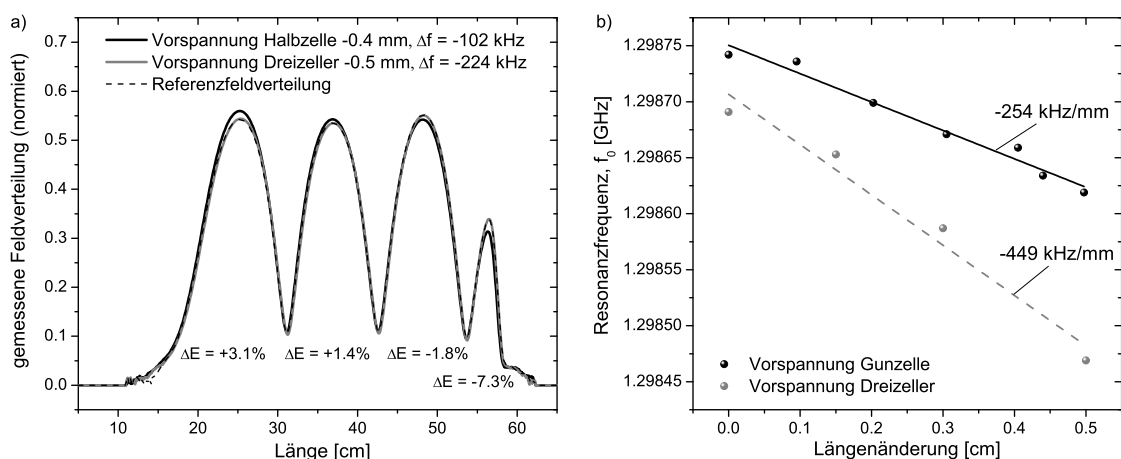 a)
Vorspannung Halbzelle -0.4 mm, Δf = -102 kHz
Vorspannung Dreizeller -0.5 mm, Δf = -224 kHz
Referenzfeldverteilung
gemessene Feldverteilung (normiert)
0.7
0.6
0.5
0.4
0.3
0.2
0.1
0.0
ΔE = +3.1%
ΔE = +1.4%
ΔE = -1.8%
ΔE = -7.3%
10
20
30
40
50
60
Länge [cm]
b)
Resonanzfrequenz, f₀ [GHz]
1.29875
1.29870
1.29865
1.29860
1.29855
1.29850
1.29845
-254 kHz/mm
-449 kHz/mm
Vorspannung Gunzelle
Vorspannung Dreizeller
0.0
0.1
0.2
0.3
0.4
0.5
Längenänderung [cm]